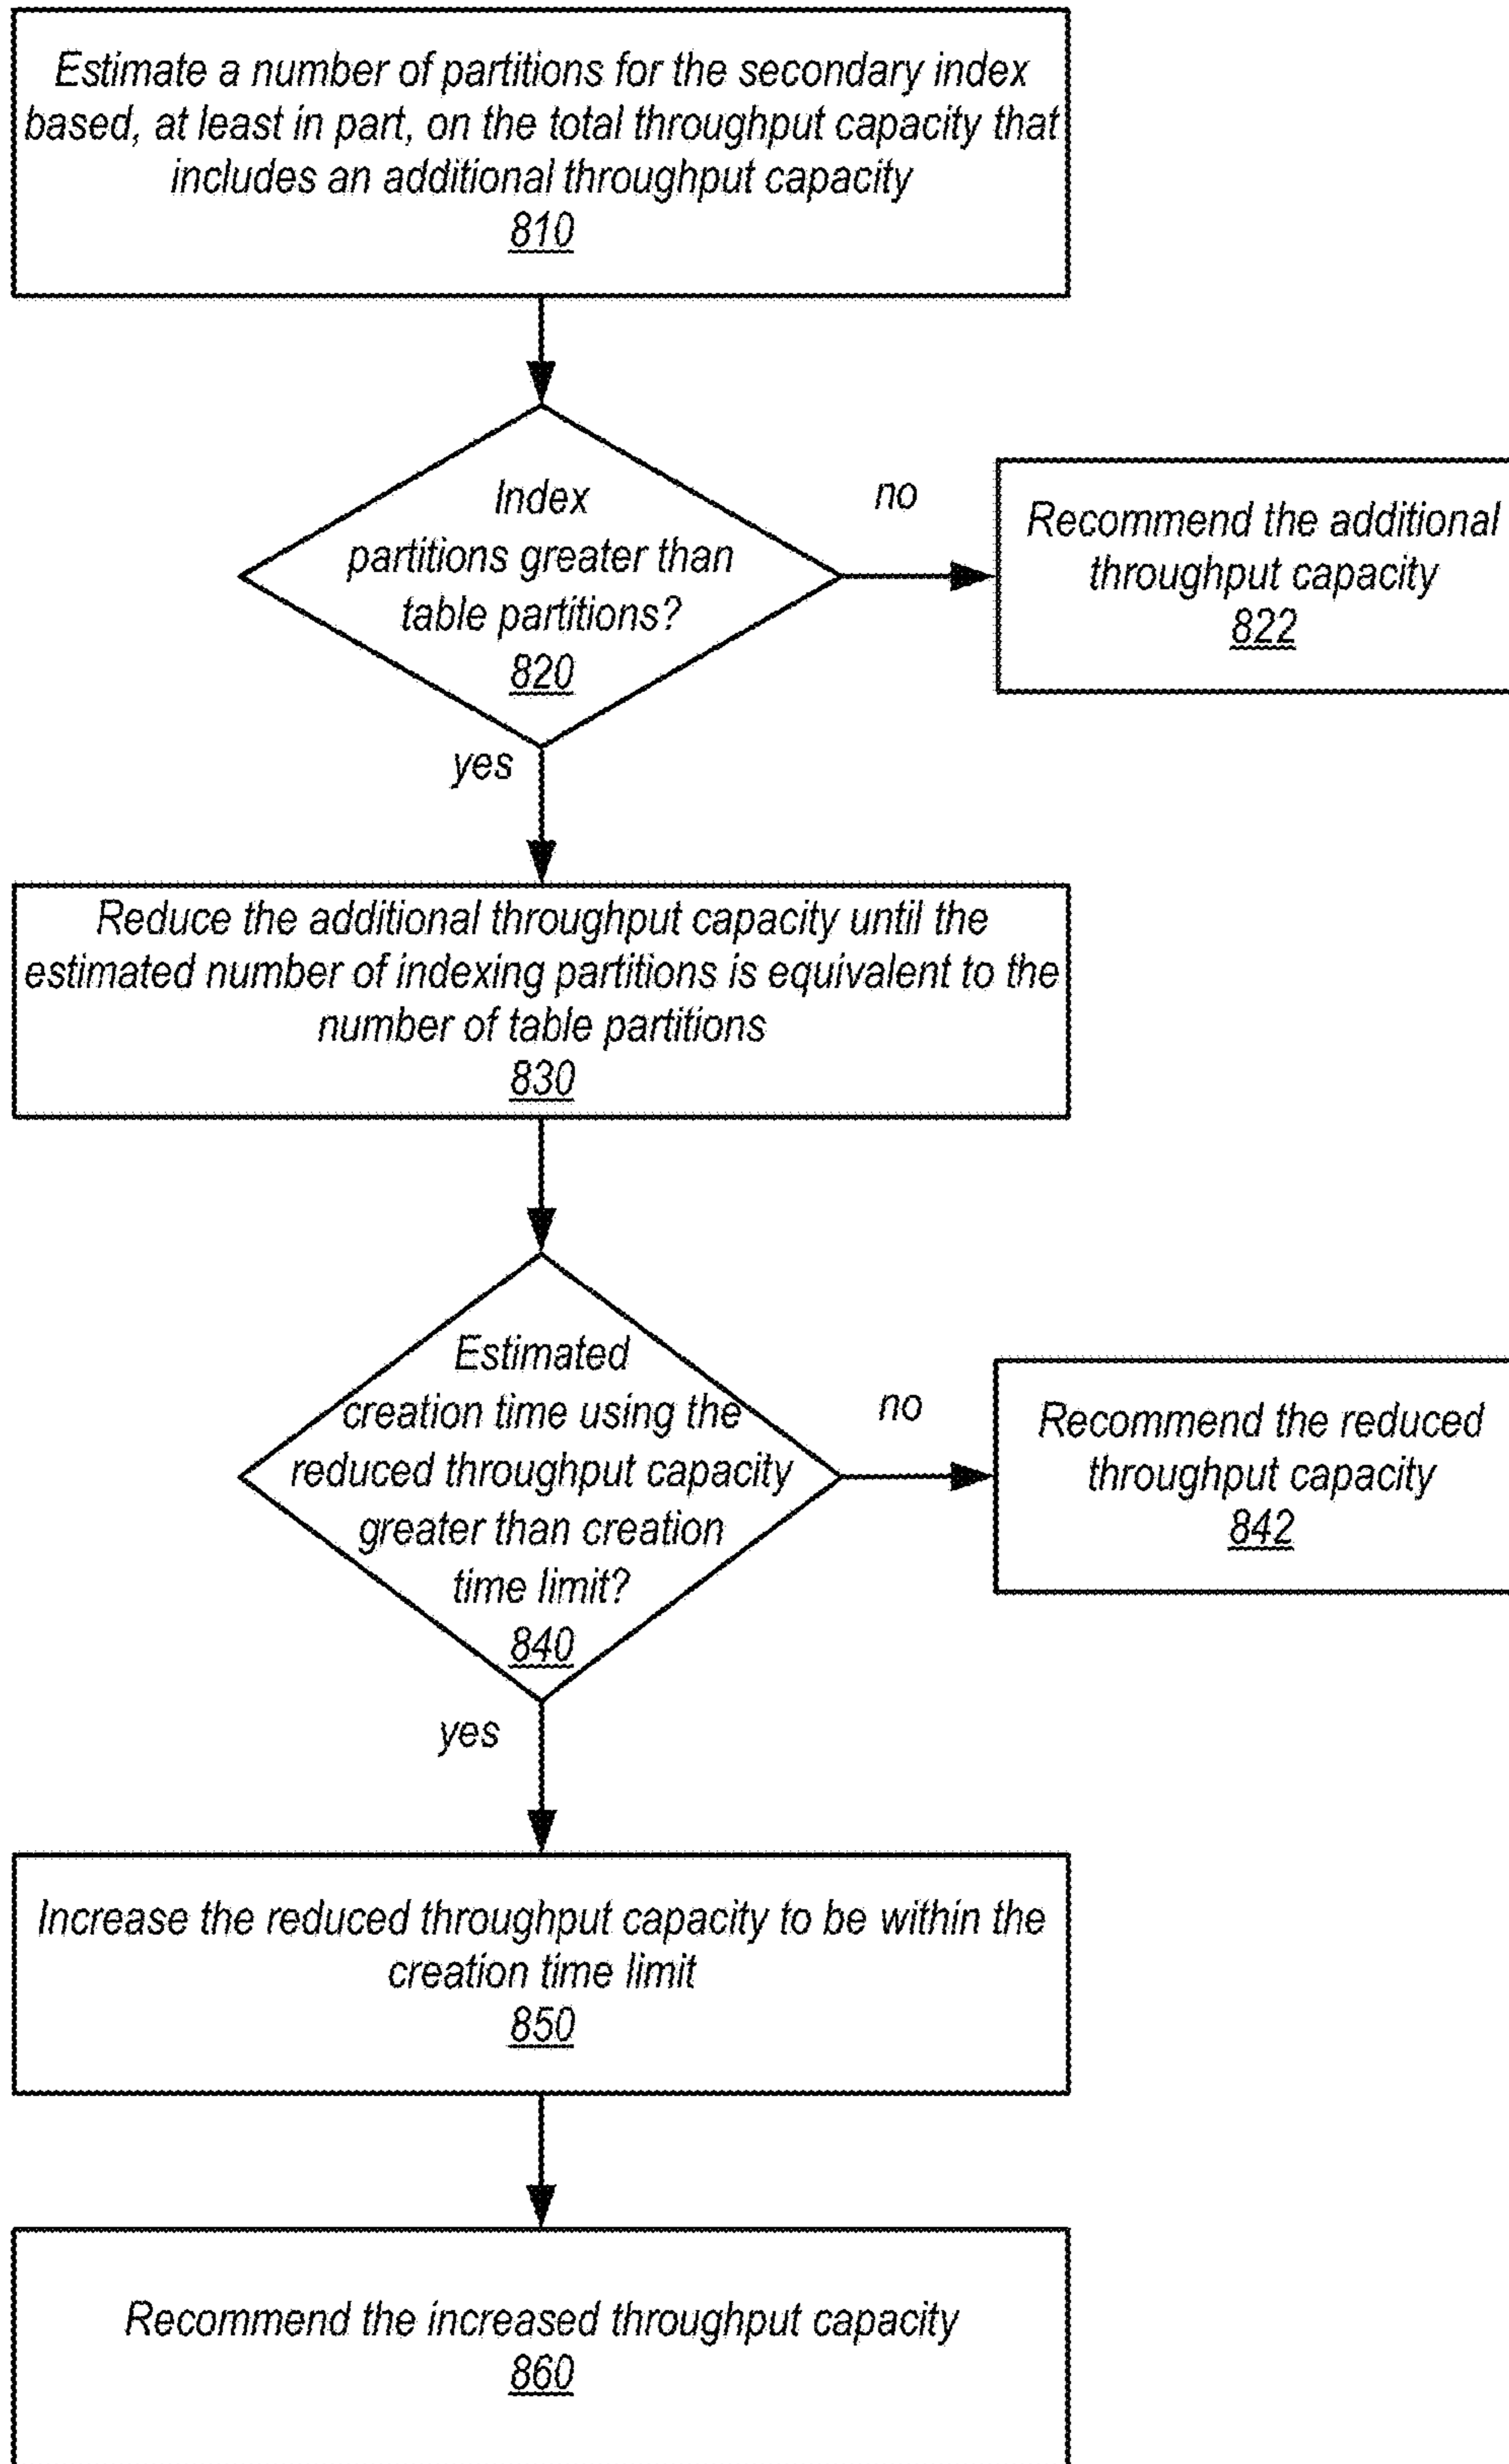 Estimate a number of partitions for the secondary index
based, at least in part, on the total throughput capacity that
includes an additional throughput capacity
810
Index
partitions greater than
table partitions?
820
no
Recommend the additional
throughput capacity
822
yes
Reduce the additional throughput capacity until the
estimated number of indexing partitions is equivalent to the
number of table partitions
830
Estimated
creation time using the
reduced throughput capacity
greater than creation
time limit?
840
no
Recommend the reduced
throughput capacity
842
yes
Increase the reduced throughput capacity to be within the
creation time limit
850
Recommend the increased throughput capacity
860